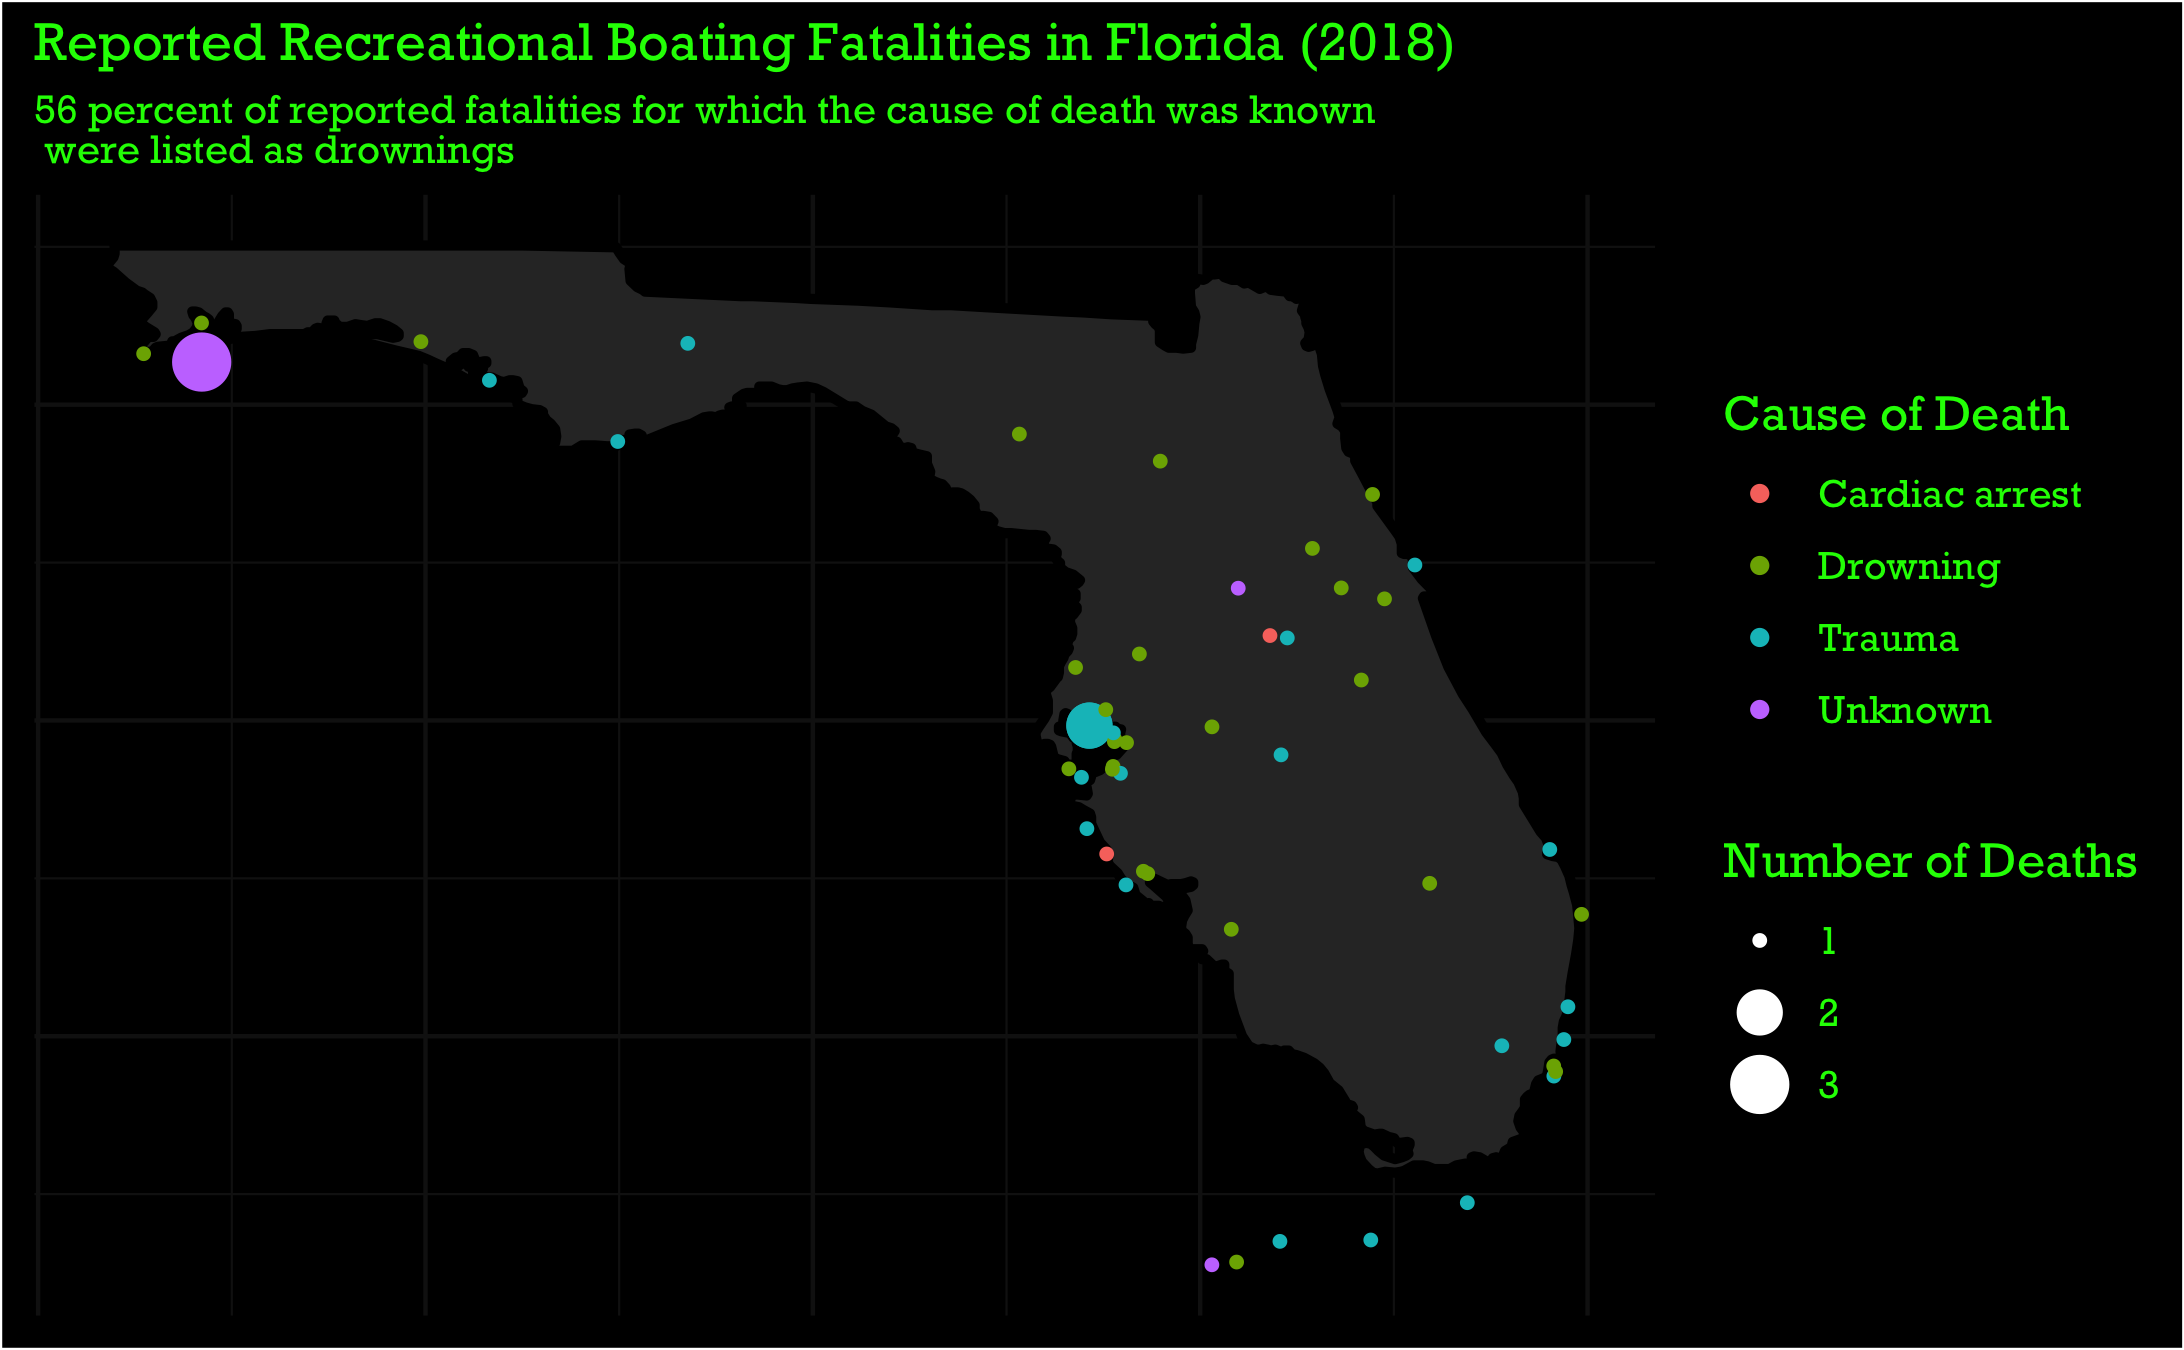 Reported Recreational Boating Fatalities in Florida (2018)
56 percent of reported fatalities for which the cause of death was known
were listed as drownings
Cause of Death
Cardiac arrest
Drowning
Trauma
Unknown
Number of Deaths
1
2
3